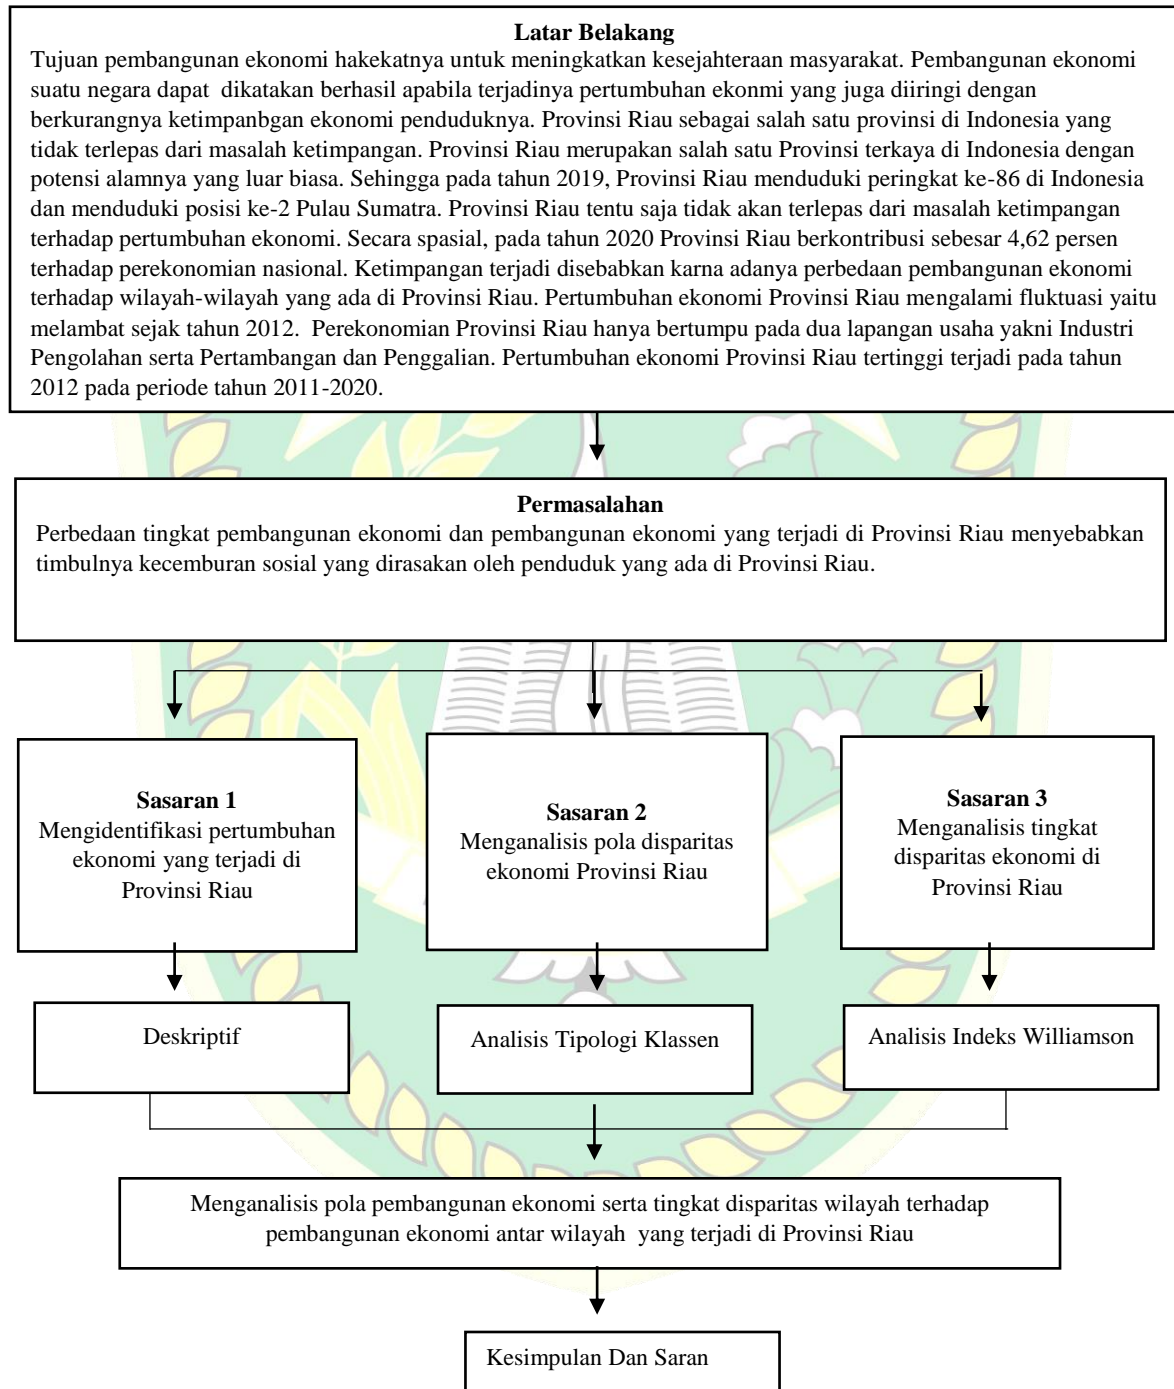 Latar Belakang
Tujuan pembangunan ekonomi hakekatnya untuk meningkatkan kesejahteraan masyarakat. Pembangunan ekonomi
suatu negara dapat dikatakan berhasil apabila terjadinya pertumbuhan ekonmi yang juga diiringi dengan
berkurangnya ketimpanbgan ekonomi penduduknya. Provinsi Riau sebagai salah satu provinsi di Indonesia yang
tidak terlepas dari masalah ketimpangan. Provinsi Riau merupakan salah satu Provinsi terkaya di Indonesia dengan
potensi alamnya yang luar biasa. Sehingga pada tahun 2019, Provinsi Riau menduduki peringkat ke-86 di Indonesia
dan menduduki posisi ke-2 Pulau Sumatra. Provinsi Riau tentu saja tidak akan terlepas dari masalah ketimpangan
terhadap pertumbuhan ekonomi. Secara spasial, pada tahun 2020 Provinsi Riau berkontribusi sebesar 4,62 persen
terhadap perekonomian nasional. Ketimpangan terjadi disebabkan karna adanya perbedaan pembangunan ekonomi
terhadap wilayah-wilayah yang ada di Provinsi Riau. Pertumbuhan ekonomi Provinsi Riau mengalami fluktuasi yaitu
melambat sejak tahun 2012. Perekonomian Provinsi Riau hanya bertumpu pada dua lapangan usaha yakni Industri
Pengolahan serta Pertambangan dan Penggalian. Pertumbuhan ekonomi Provinsi Riau tertinggi terjadi pada tahun
2012 pada periode tahun 2011-2020.
Permasalahan
Perbedaan tingkat pembangunan ekonomi dan pembangunan ekonomi yang terjadi di Provinsi Riau menyebabkan
timbulnya kecemburan sosial yang dirasakan oleh penduduk yang ada di Provinsi Riau.
Sasaran 1
Mengidentifikasi pertumbuhan
ekonomi yang terjadi di
Provinsi Riau
Sasaran 2
Menganalisis pola disparitas
ekonomi Provinsi Riau
Sasaran 3
Menganalisis tingkat
disparitas ekonomi di
Provinsi Riau
Deskriptif
Analisis Tipologi Klassen
Analisis Indeks Williamson
Menganalisis pola pembangunan ekonomi serta tingkat disparitas wilayah terhadap
pembangunan ekonomi antar wilayah yang terjadi di Provinsi Riau
Kesimpulan Dan Saran